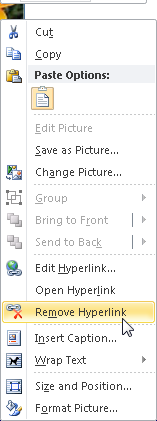 Cut
Copy
Paste Options:
Edit Picture
Save as Picture...
Change Picture...
Group
Bring to Front
Send to Back
Edit Hyperlink...
Open Hyperlink
Remove Hyperlink
Insert Caption...
Wrap Text
Size and Position...
Format Picture...